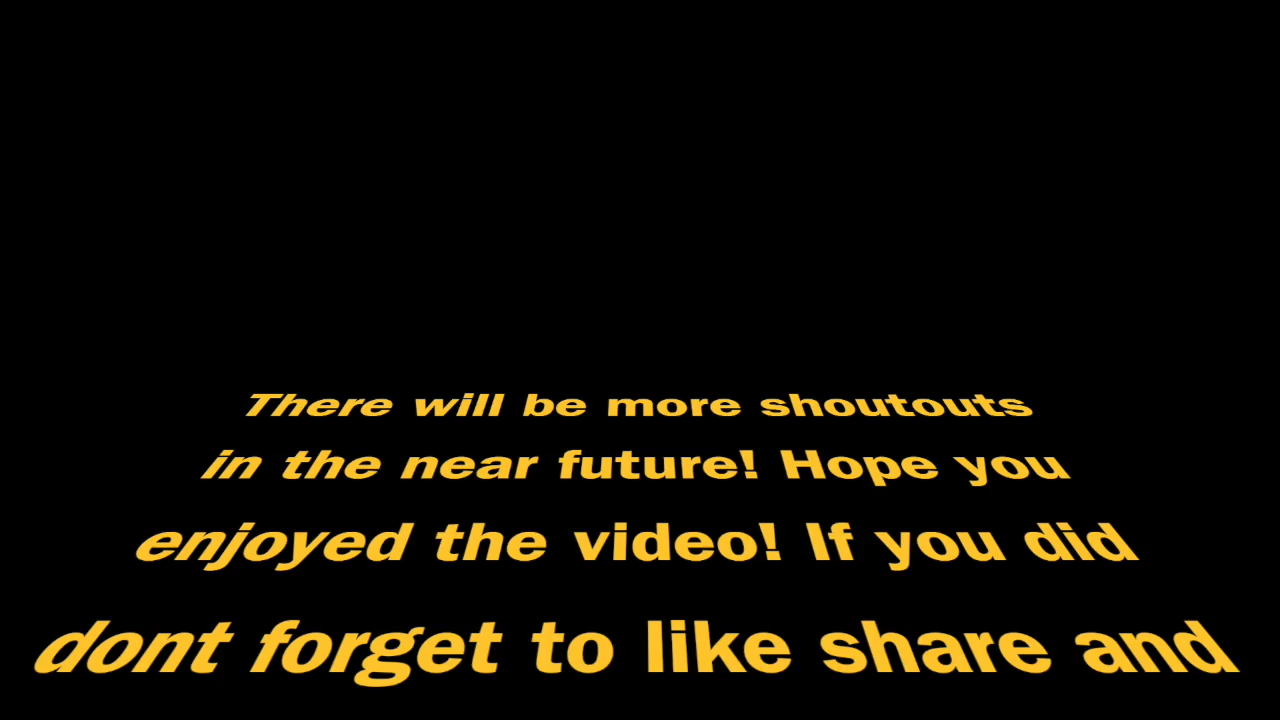 There will be more shoutouts
in the near future! Hope you
enjoyed the video! If you did
dont forget to like share and